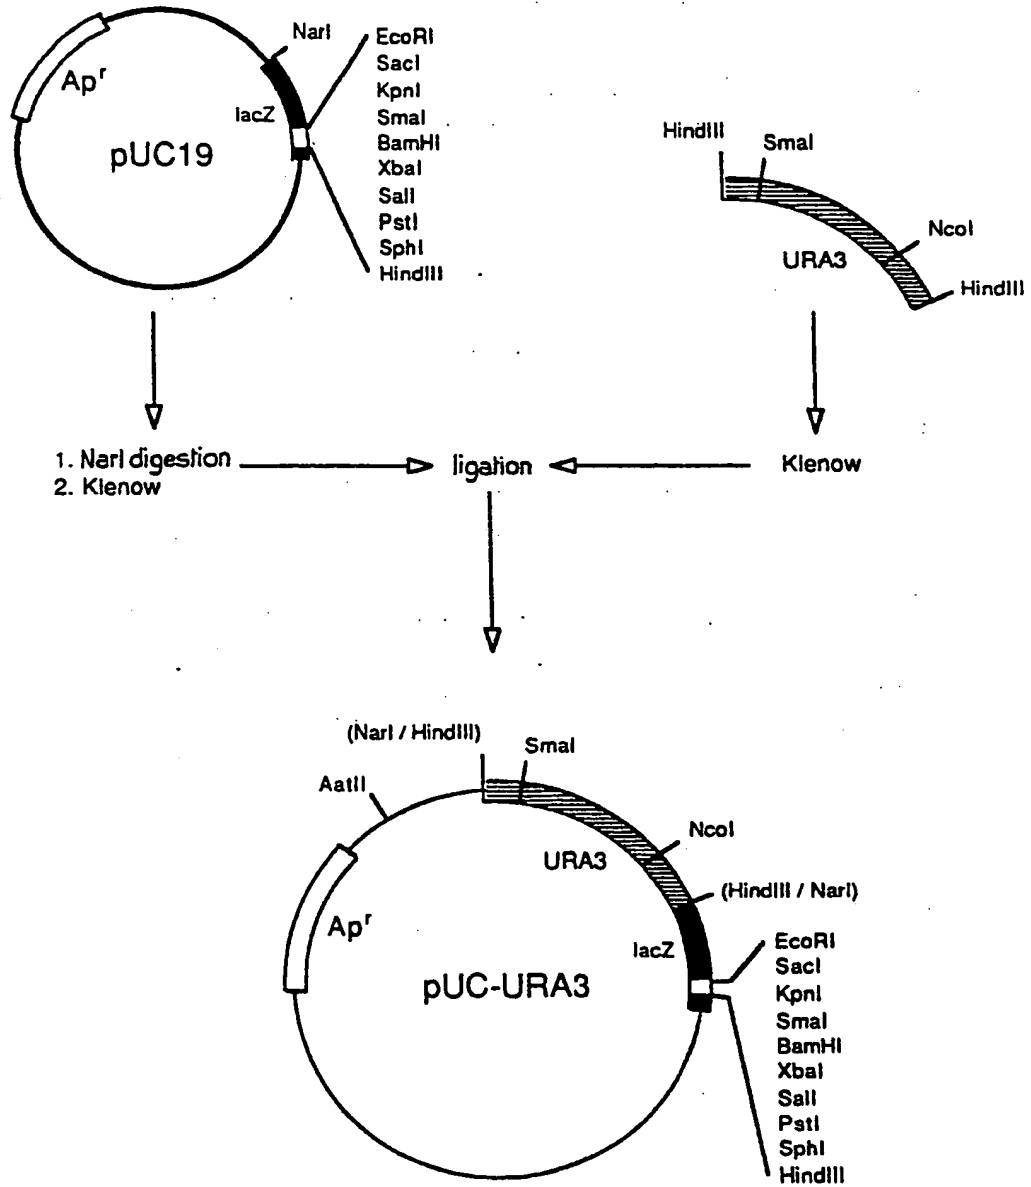 NarI
EcoRI
SacI
KpnI
SmaI
BamHI
XbaI
SalI
PstI
SphI
HindIII
Apʳ
lacZ
pUC19
HindIII
SmaI
NcoI
URA3
HindIII
1. NarI digestion
2. Klenow
ligation
Klenow
(NarI / HindIII)
SmaI
AatII
NcoI
URA3
(HindIII / NarI)
Apʳ
lacZ
pUC-URA3
EcoRI
SacI
KpnI
SmaI
BamHI
XbaI
SalI
PstI
SphI
HindIII